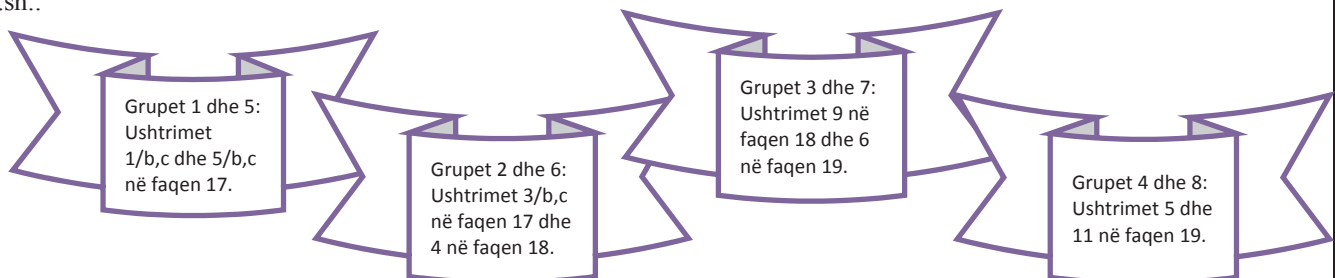 Grupet 1 dhe 5:
Ushtrimet
1/b,c dhe 5/b,c
në faqen 17.
Grupet 2 dhe 6:
Ushtrimet 3/b,c
në faqen 17 dhe
4 në faqen 18.
Grupet 3 dhe 7:
Ushtrimet 9 në
faqen 18 dhe 6
në faqen 19.
Grupet 4 dhe 8:
Ushtrimet 5 dhe
11 në faqen 19.